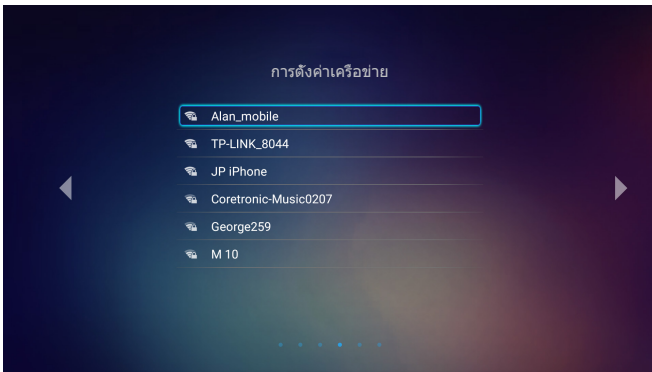 การตั้งค่าเครือข่าย
Alan_mobile
TP-LINK_8044
JP iPhone
Coretronic-Music0207
George259
M 10